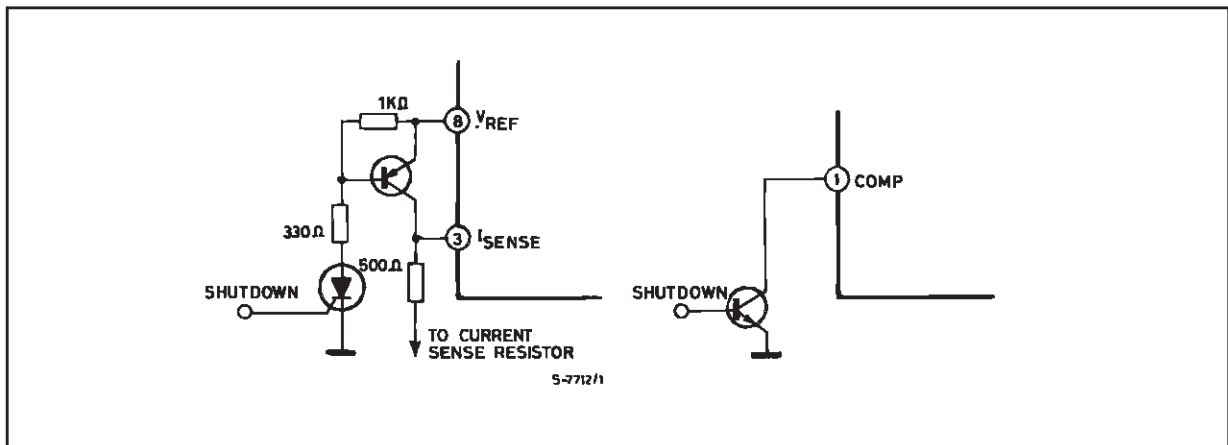 1KΩ
8 VREF
330Ω
3 ISENSE
500Ω
SHUTDOWN
TO CURRENT
SENSE RESISTOR
S-7712/1
1 COMP
SHUTDOWN